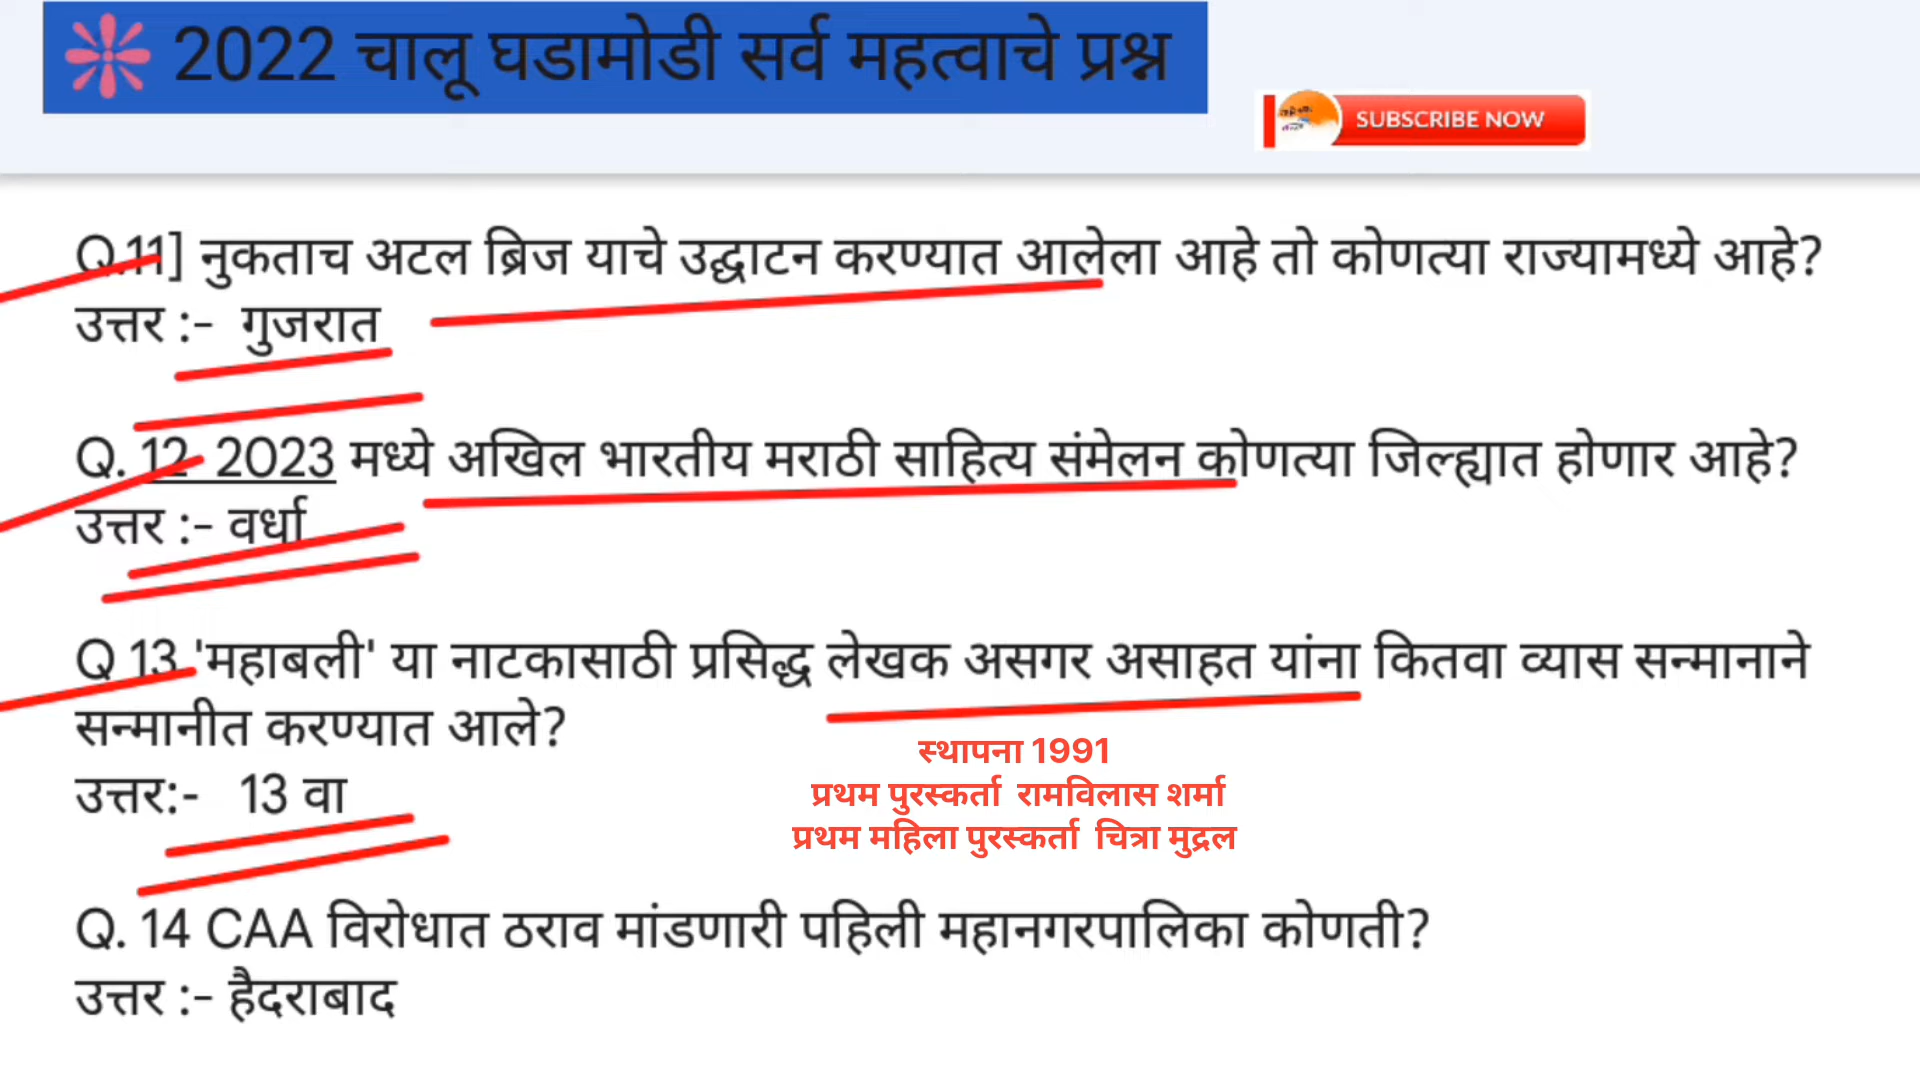 2022 चालू घडामोडी सर्व महत्वाचे प्रश्न
SUBSCRIBE NOW
Q.11] नुकताच अटल ब्रिज याचे उद्घाटन करण्यात आलेला आहे तो कोणत्या राज्यामध्ये आहे?
उत्तर :- गुजरात
Q. 12 2023 मध्ये अखिल भारतीय मराठी साहित्य संमेलन कोणत्या जिल्ह्यात होणार आहे?
उत्तर :- वर्धा
Q 13 'महाबली' या नाटकासाठी प्रसिद्ध लेखक असगर असाहत यांना कितवा व्यास सन्मानाने
सन्मानीत करण्यात आले?
स्थापना 1991
उत्तर:- 13 वा
प्रथम पुरस्कर्ता रामविलास शर्मा
प्रथम महिला पुरस्कर्ता चित्रा मुद्रल
Q. 14 CAA विरोधात ठराव मांडणारी पहिली महानगरपालिका कोणती?
उत्तर :- हैदराबाद